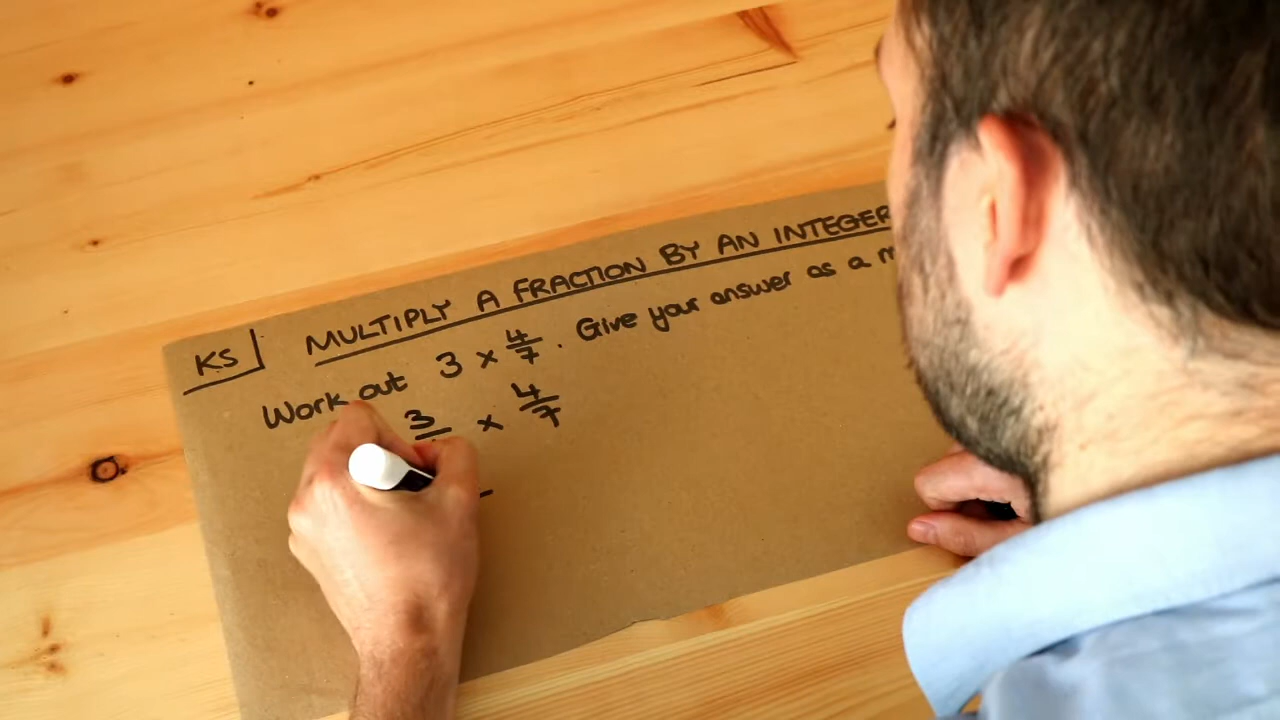 KS
MULTIPLY A FRACTION BY AN INTEGER
Work out 3 × 4/7. Give your answer as a
3/ × 4/7